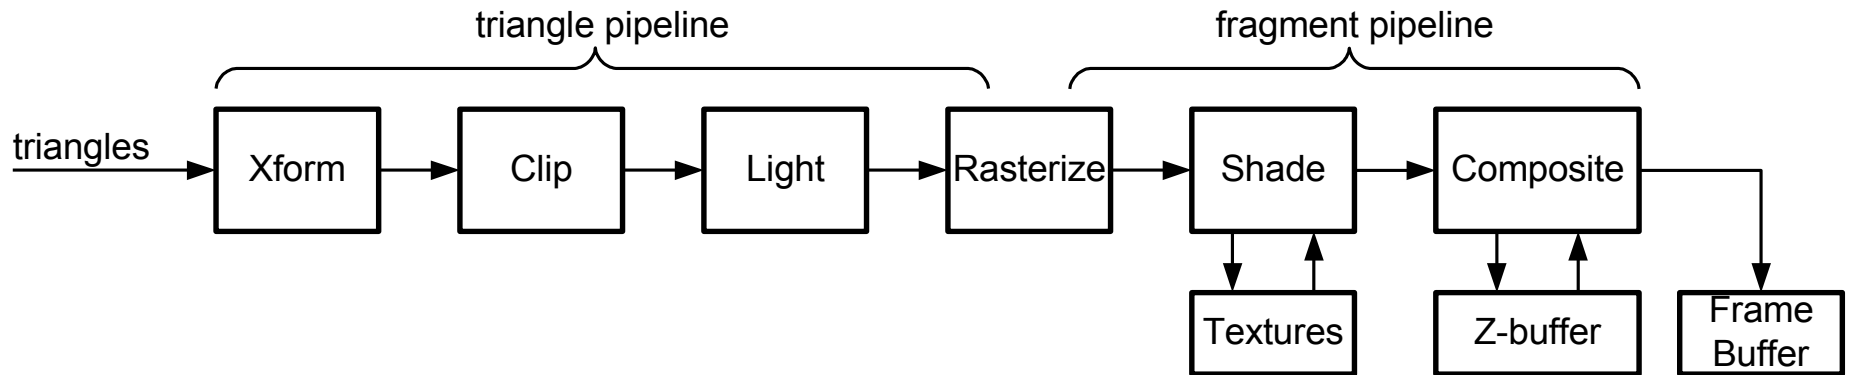 triangle pipeline
fragment pipeline
triangles
Xform
Clip
Light
Rasterize
Shade
Composite
Textures
Z-buffer
Frame
Buffer